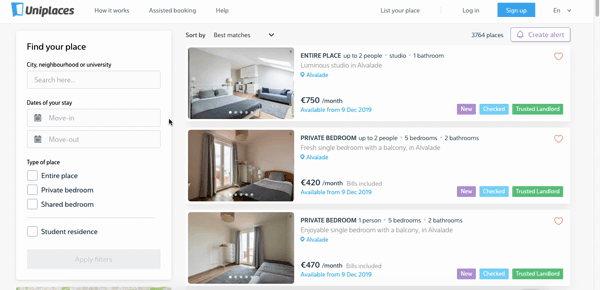 Uniplaces
How it works
Assisted booking
Help
List your place
Log in
Sign up
En
Find your place
City, neighbourhood or university
Search here...
Dates of your stay
Move-in
Move-out
Type of place
Entire place
Private bedroom
Shared bedroom
Student residence
Apply filters
Sort by Best matches
3764 places
Create alert
ENTIRE PLACE up to 2 people · studio · 1 bathroom
Luminous studio in Alvalade
Alvalade
€750 /month
Available from 9 Dec 2019
New Checked Trusted Landlord
PRIVATE BEDROOM up to 2 people · 5 bedrooms · 2 bathrooms
Fresh single bedroom with a balcony, in Alvalade
Alvalade
€420 /month Bills included
Available from 9 Dec 2019
New Checked Trusted Landlord
PRIVATE BEDROOM 1 person · 5 bedrooms · 2 bathrooms
Enjoyable single bedroom with a balcony, in Alvalade
Alvalade
€470 /month Bills included
Available from 9 Dec 2019
New Checked Trusted Landlord